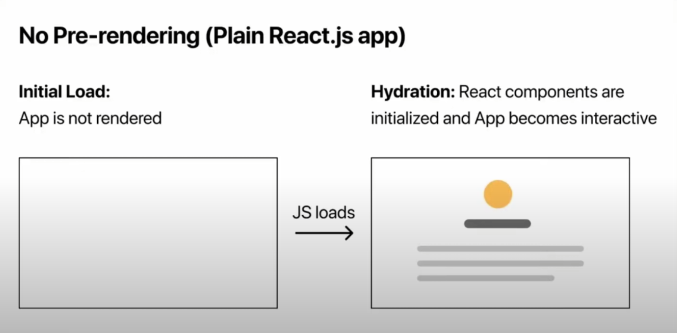 No Pre-rendering (Plain React.js app)
Initial Load:
App is not rendered
Hydration: React components are
initialized and App becomes interactive
JS loads